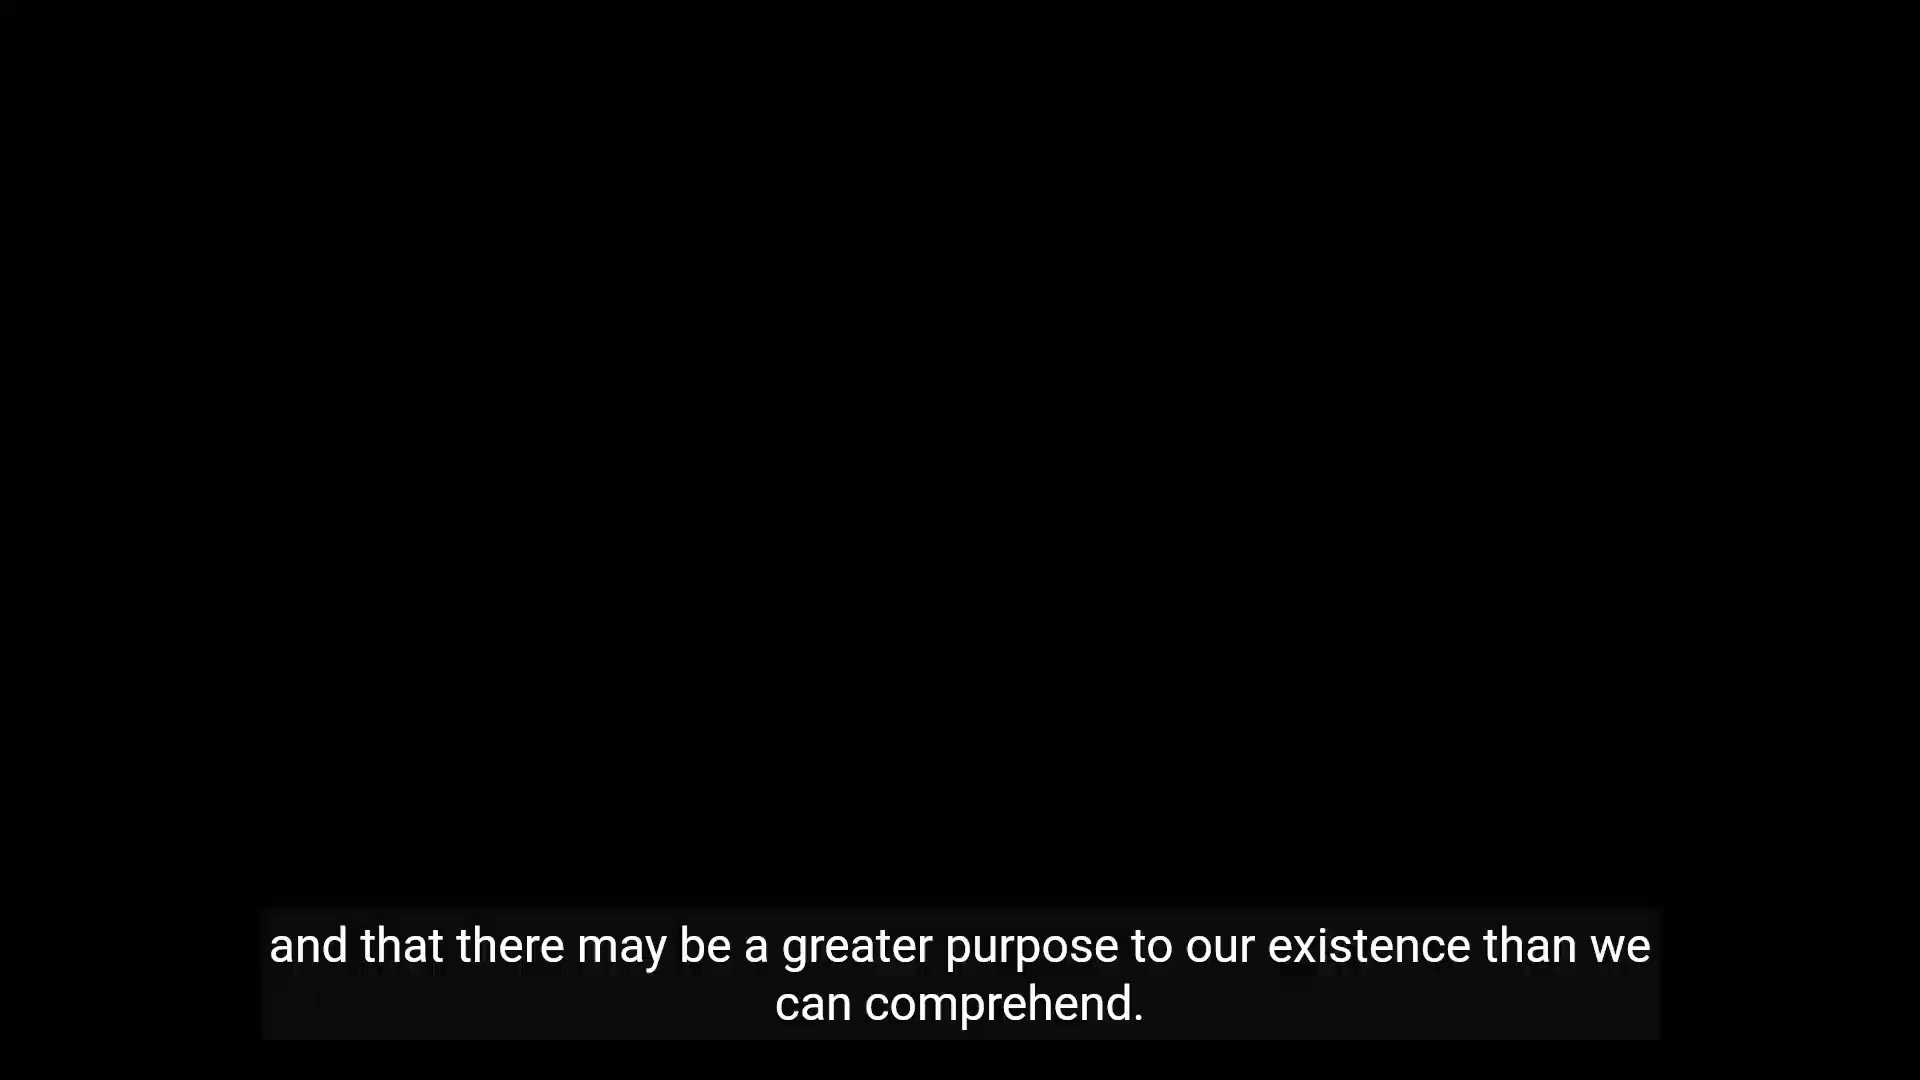 and that there may be a greater purpose to our existence than we
can comprehend.